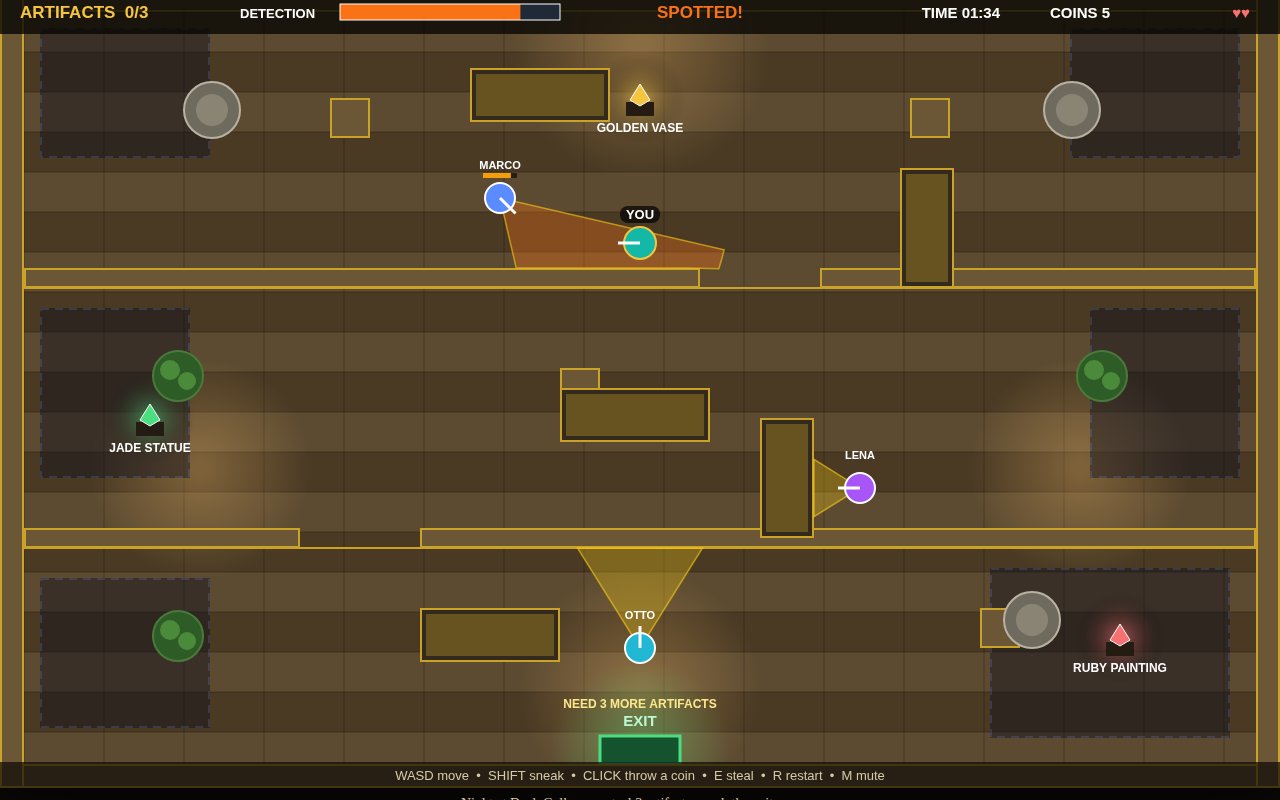 ARTIFACTS 0/3 DETECTION SPOTTED! TIME 01:34 COINS 5 ♥♥
GOLDEN VASE
MARCO
YOU
JADE STATUE
LENA
OTTO
RUBY PAINTING
NEED 3 MORE ARTIFACTS
EXIT
WASD move • SHIFT sneak • CLICK throw a coin • E steal • R restart • M mute